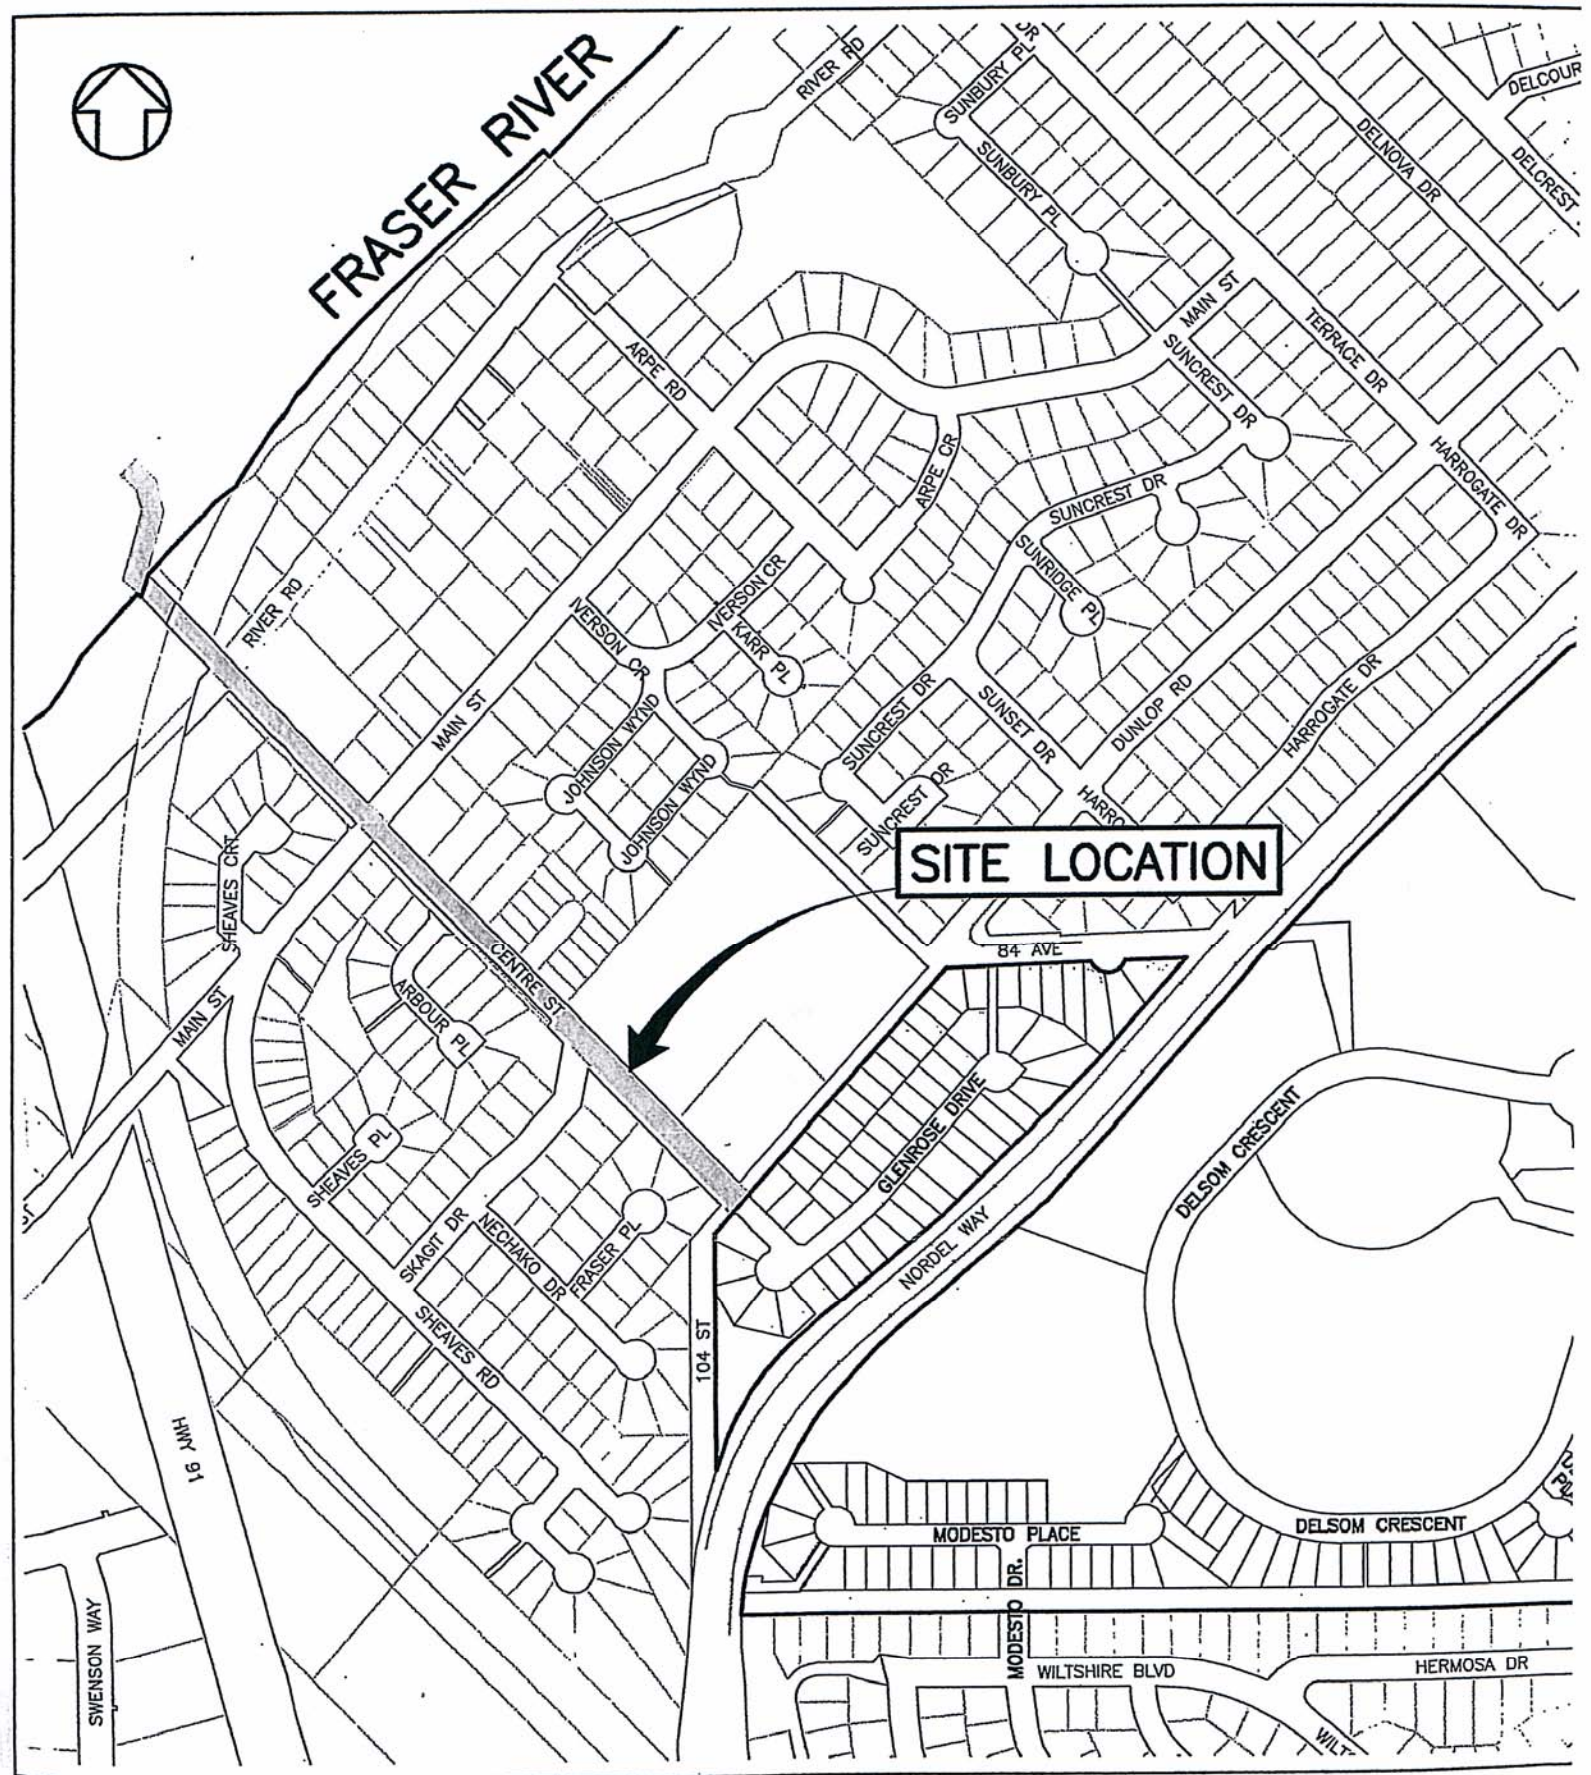 FRASER RIVER
RIVER RD
SUNBURY PL
DR
DELCOUR
DELNOVA DR
DELCREST
SUNBURY PL
MAIN ST
TERRACE DR
SUNCREST DR
ARPE RD
ARPE CR
HARROGATE DR
SUNCREST DR
SUNRIDGE PL
RIVER RD
IVERSON CR
IVERSON CR
KARR PL
MAIN ST
JOHNSON WYND
JOHNSON WYND
SUNCREST DR
SUNSET DR
DUNLOP RD
HARROGATE DR
SUNCREST DR
HARRO
SITE LOCATION
SHEAVES CRT
84 AVE
CENTRE ST
MAIN ST
ARBOUR PL
SHEAVES PL
GLENROSE DRIVE
DELSOM CRESCENT
ST
SKAGIT DR
NECHAKO DR
FRASER PL
NORDEL WAY
SHEAVES RD
104 ST
HWY 91
PL
MODESTO PLACE
DELSOM CRESCENT
MODESTO DR.
SWENSON WAY
WILTSHIRE BLVD
HERMOSA DR
WILT